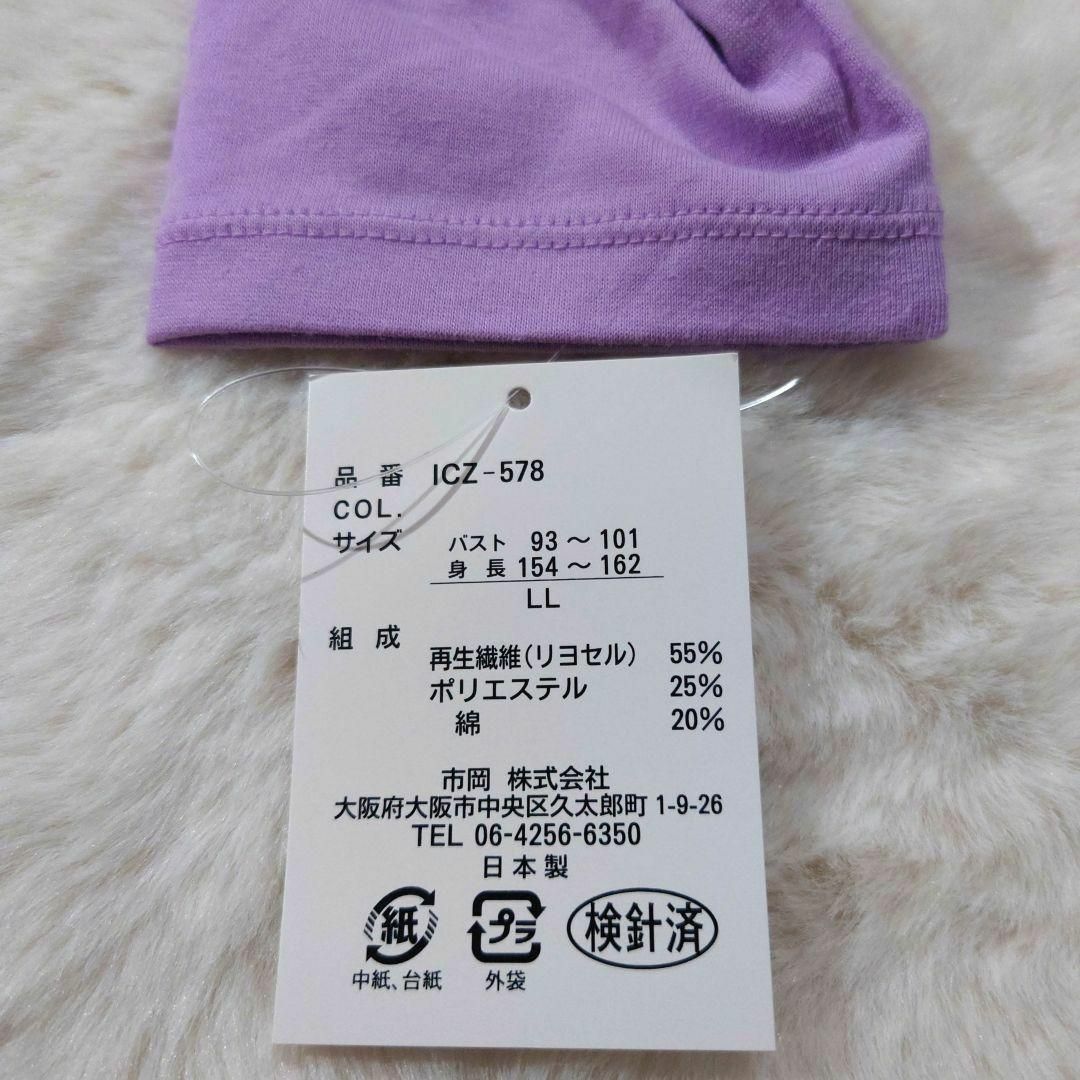 品番 ICZ-578
COL.
サイズ バスト 93～101
身長 154～162
LL
組成
再生繊維(リヨセル) 55%
ポリエステル 25%
綿 20%
市岡 株式会社
大阪府大阪市中央区久太郎町 1-9-26
TEL 06-4256-6350
日本製
紙 プラ 検針済
中紙、台紙 外袋